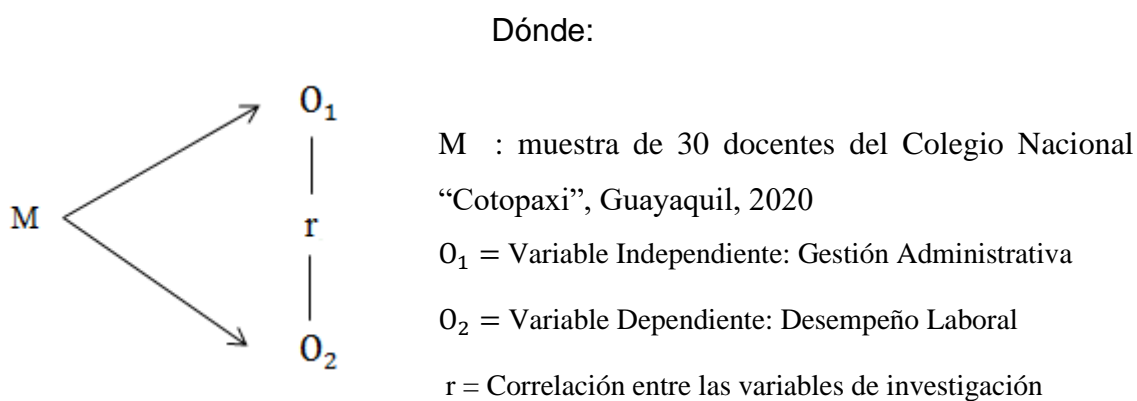 Dónde:
O₁
M : muestra de 30 docentes del Colegio Nacional
“Cotopaxi”, Guayaquil, 2020
M
r
O₁ = Variable Independiente: Gestión Administrativa
O₂ = Variable Dependiente: Desempeño Laboral
O₂
r = Correlación entre las variables de investigación